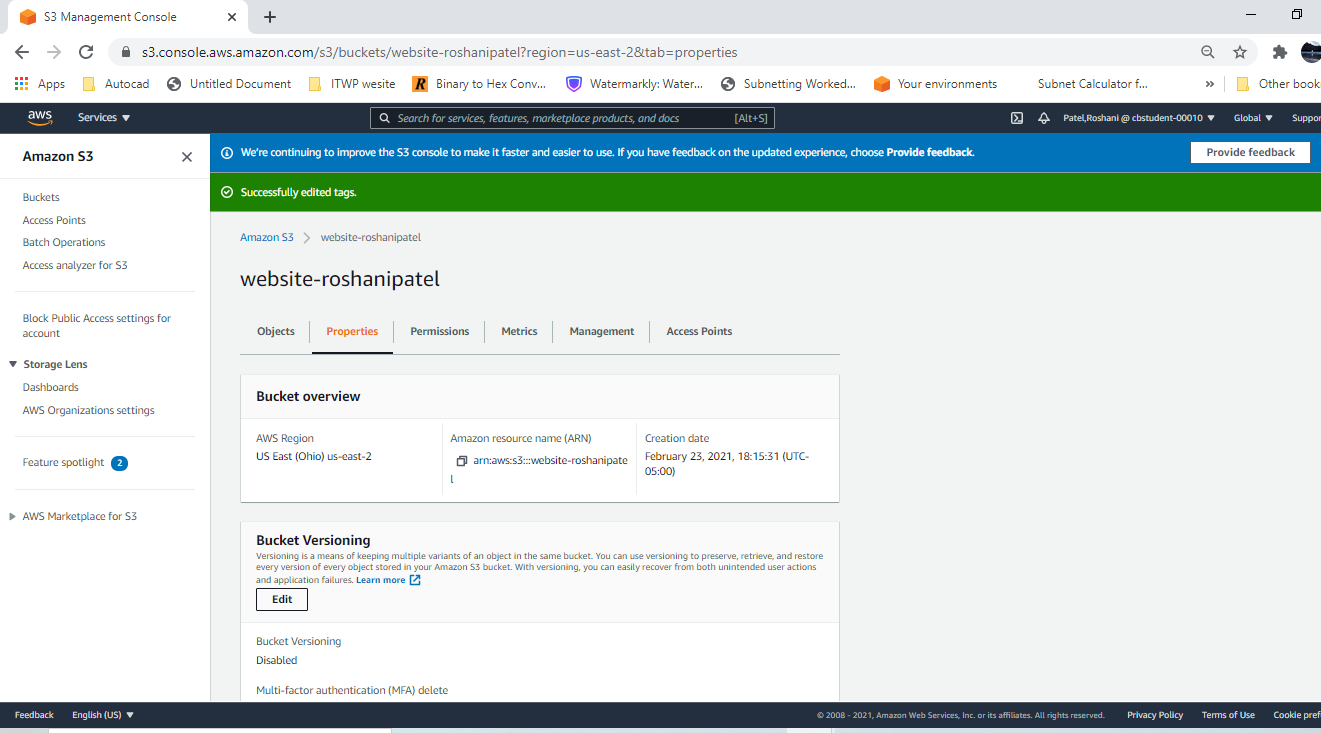 S3 Management Console
s3.console.aws.amazon.com/s3/buckets/website-roshanipatel?region=us-east-2&tab=properties
Apps Autocad Untitled Document ITWP wesite R Binary to Hex Conv... Watermarkly: Water... Subnetting Worked... Your environments Subnet Calculator f... » Other book
aws Services Search for services, features, marketplace products, and docs [Alt+S] Patel,Roshani @ cbstudent-00010 Global Suppor
Amazon S3
Buckets
Access Points
Batch Operations
Access analyzer for S3
Block Public Access settings for
account
Storage Lens
Dashboards
AWS Organizations settings
Feature spotlight 2
AWS Marketplace for S3
We're continuing to improve the S3 console to make it faster and easier to use. If you have feedback on the updated experience, choose Provide feedback. Provide feedback
Successfully edited tags.
Amazon S3 website-roshanipatel
website-roshanipatel
Objects Properties Permissions Metrics Management Access Points
Bucket overview
AWS Region
US East (Ohio) us-east-2
Amazon resource name (ARN)
arn:aws:s3:::website-roshanipate
l
Creation date
February 23, 2021, 18:15:31 (UTC-
05:00)
Bucket Versioning
Versioning is a means of keeping multiple variants of an object in the same bucket. You can use versioning to preserve, retrieve, and restore
every version of every object stored in your Amazon S3 bucket. With versioning, you can easily recover from both unintended user actions
and application failures. Learn more
Edit
Bucket Versioning
Disabled
Multi-factor authentication (MFA) delete
Feedback English (US) © 2008 - 2021, Amazon Web Services, Inc. or its affiliates. All rights reserved. Privacy Policy Terms of Use Cookie pref